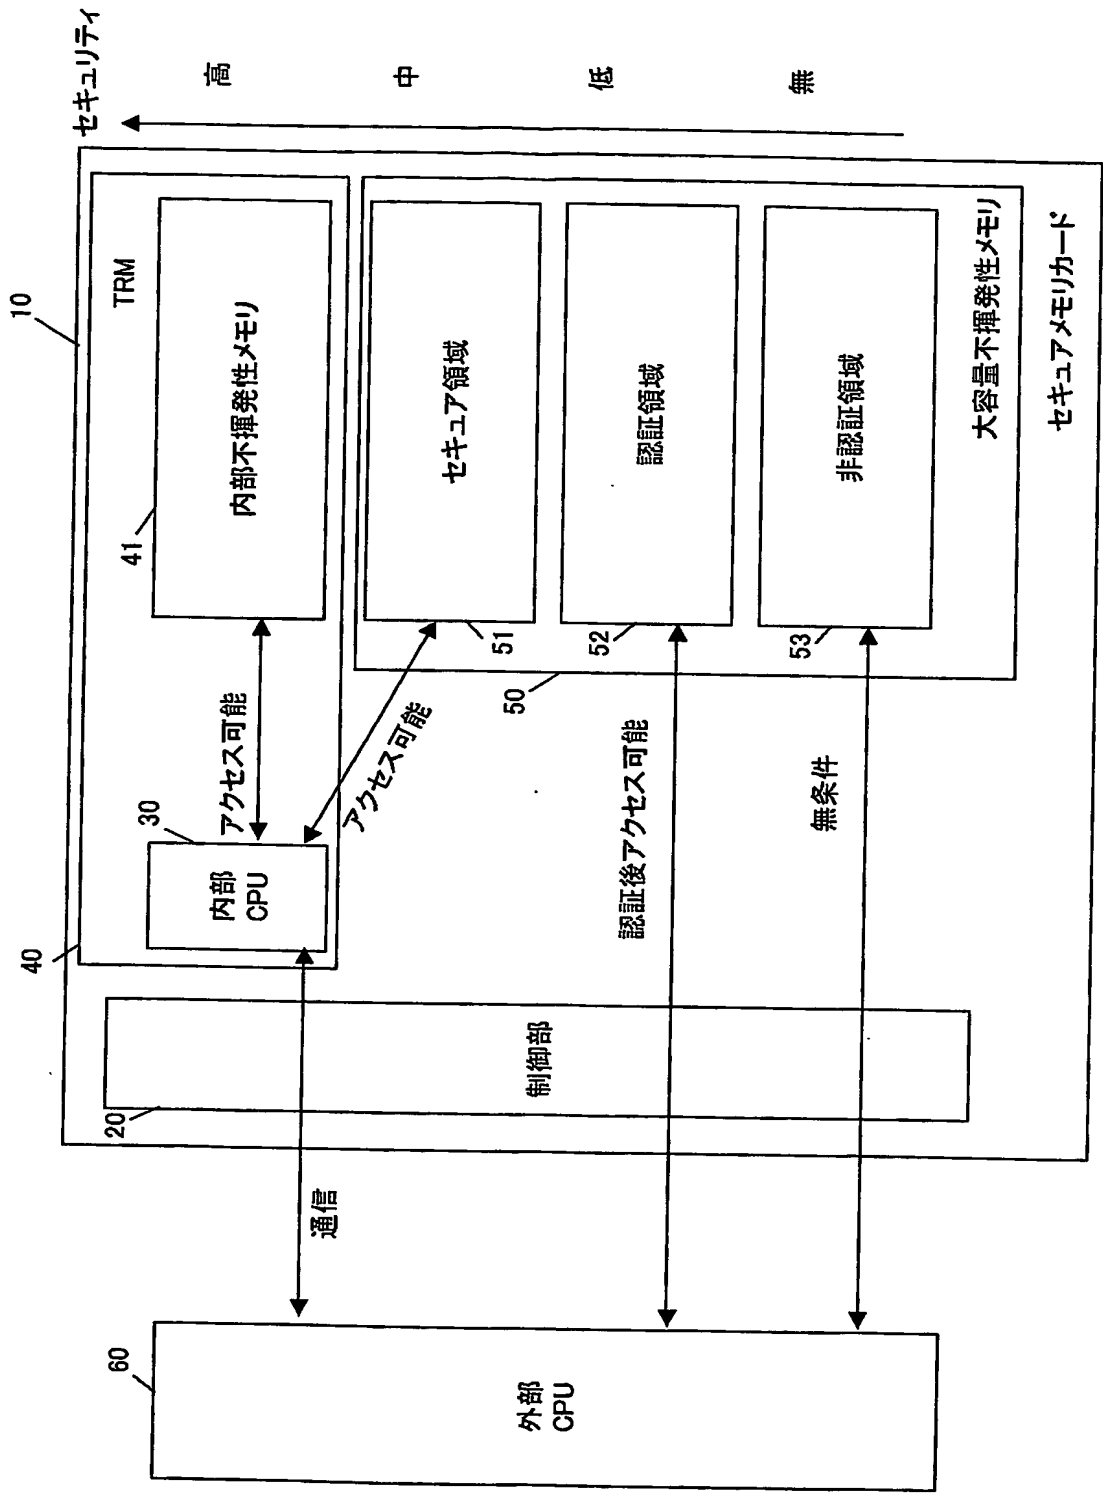 セキュリティ
高
中
低
無
10
TRM
41
内部不揮発性メモリ
セキュア領域
認証領域
非認証領域
大容量不揮発性メモリ
セキュアメモリカード
51
52
53
50
アクセス可能
アクセス可能
認証後アクセス可能
無条件
30
内部
CPU
40
制御部
20
通信
60
外部
CPU